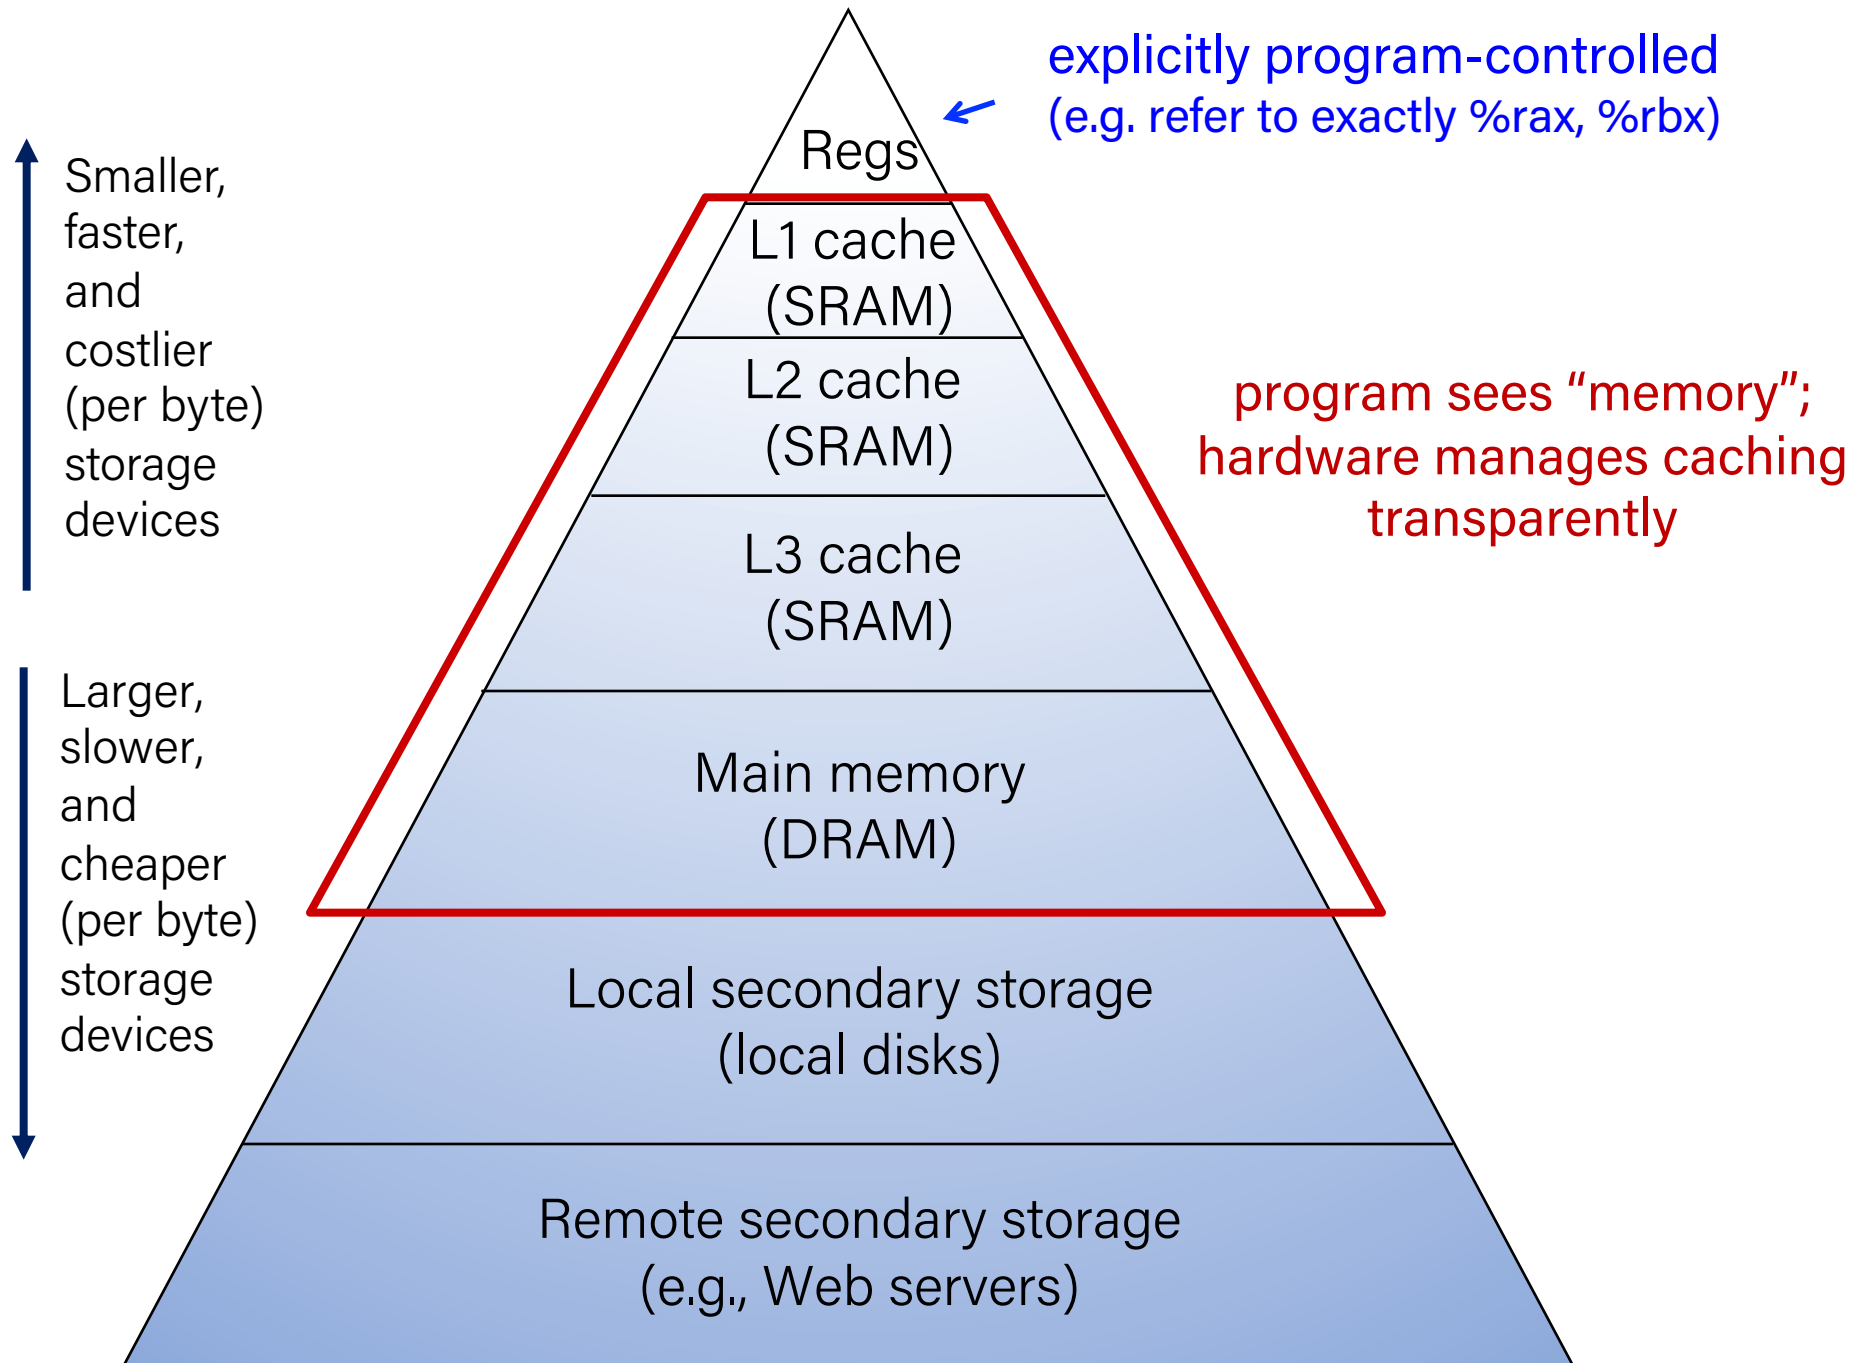 explicitly program-controlled
(e.g. refer to exactly %rax, %rbx)
Regs
Smaller,
faster,
and
costlier
(per byte)
storage
devices
L1 cache
(SRAM)
L2 cache
(SRAM)
program sees “memory”;
hardware manages caching
transparently
L3 cache
(SRAM)
Larger,
slower,
and
cheaper
(per byte)
storage
devices
Main memory
(DRAM)
Local secondary storage
(local disks)
Remote secondary storage
(e.g., Web servers)